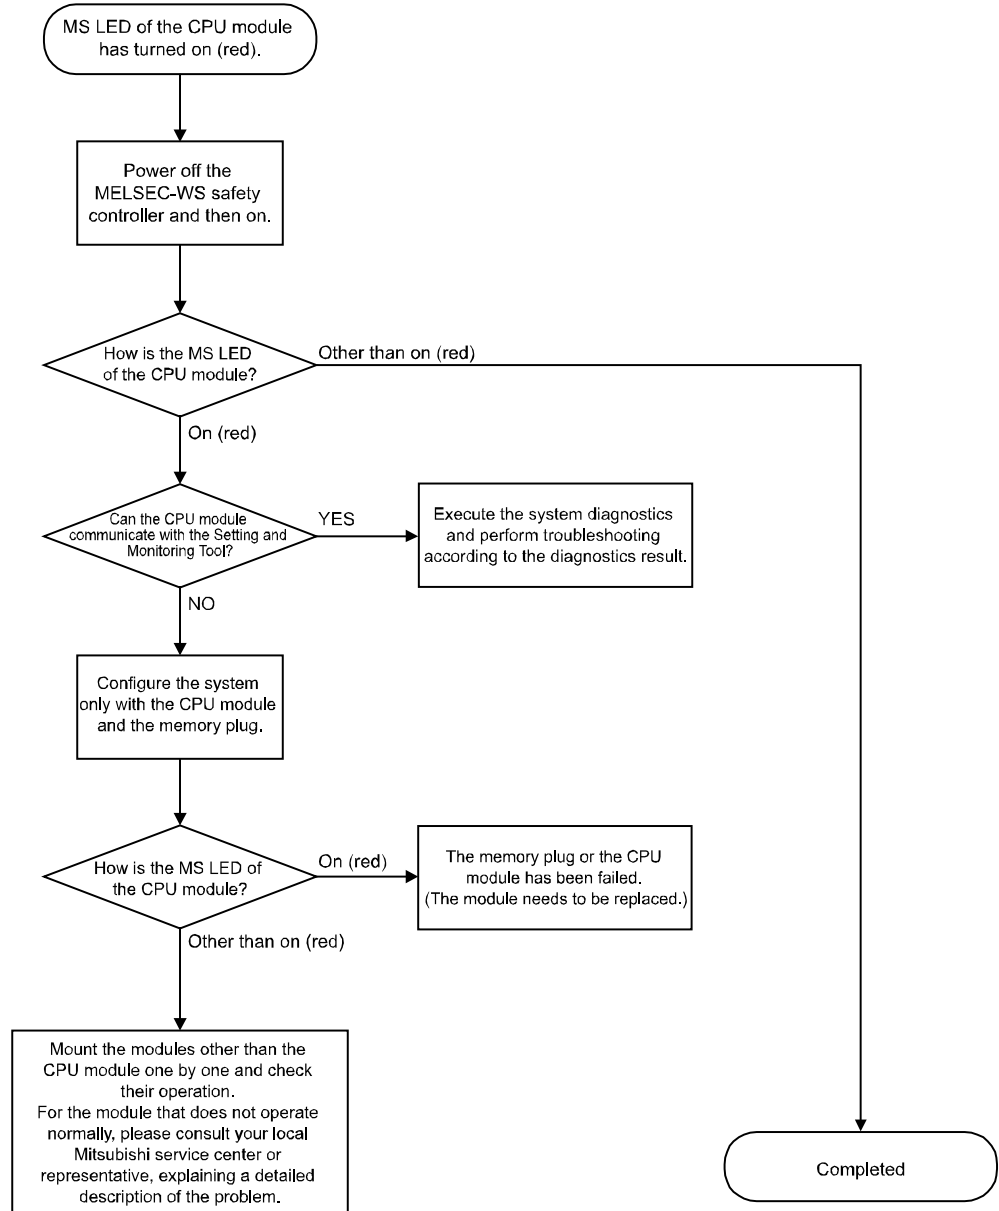 MS LED of the CPU module
has turned on (red).
Power off the
MELSEC-WS safety
controller and then on.
How is the MS LED
of the CPU module?
Other than on (red)
On (red)
Can the CPU module
communicate with the Setting and
Monitoring Tool?
YES
Execute the system diagnostics
and perform troubleshooting
according to the diagnostics result.
NO
Configure the system
only with the CPU module
and the memory plug.
How is the MS LED of
the CPU module?
On (red)
The memory plug or the CPU
module has been failed.
(The module needs to be replaced.)
Other than on (red)
Mount the modules other than the
CPU module one by one and check
their operation.
For the module that does not operate
normally, please consult your local
Mitsubishi service center or
representative, explaining a detailed
description of the problem.
Completed